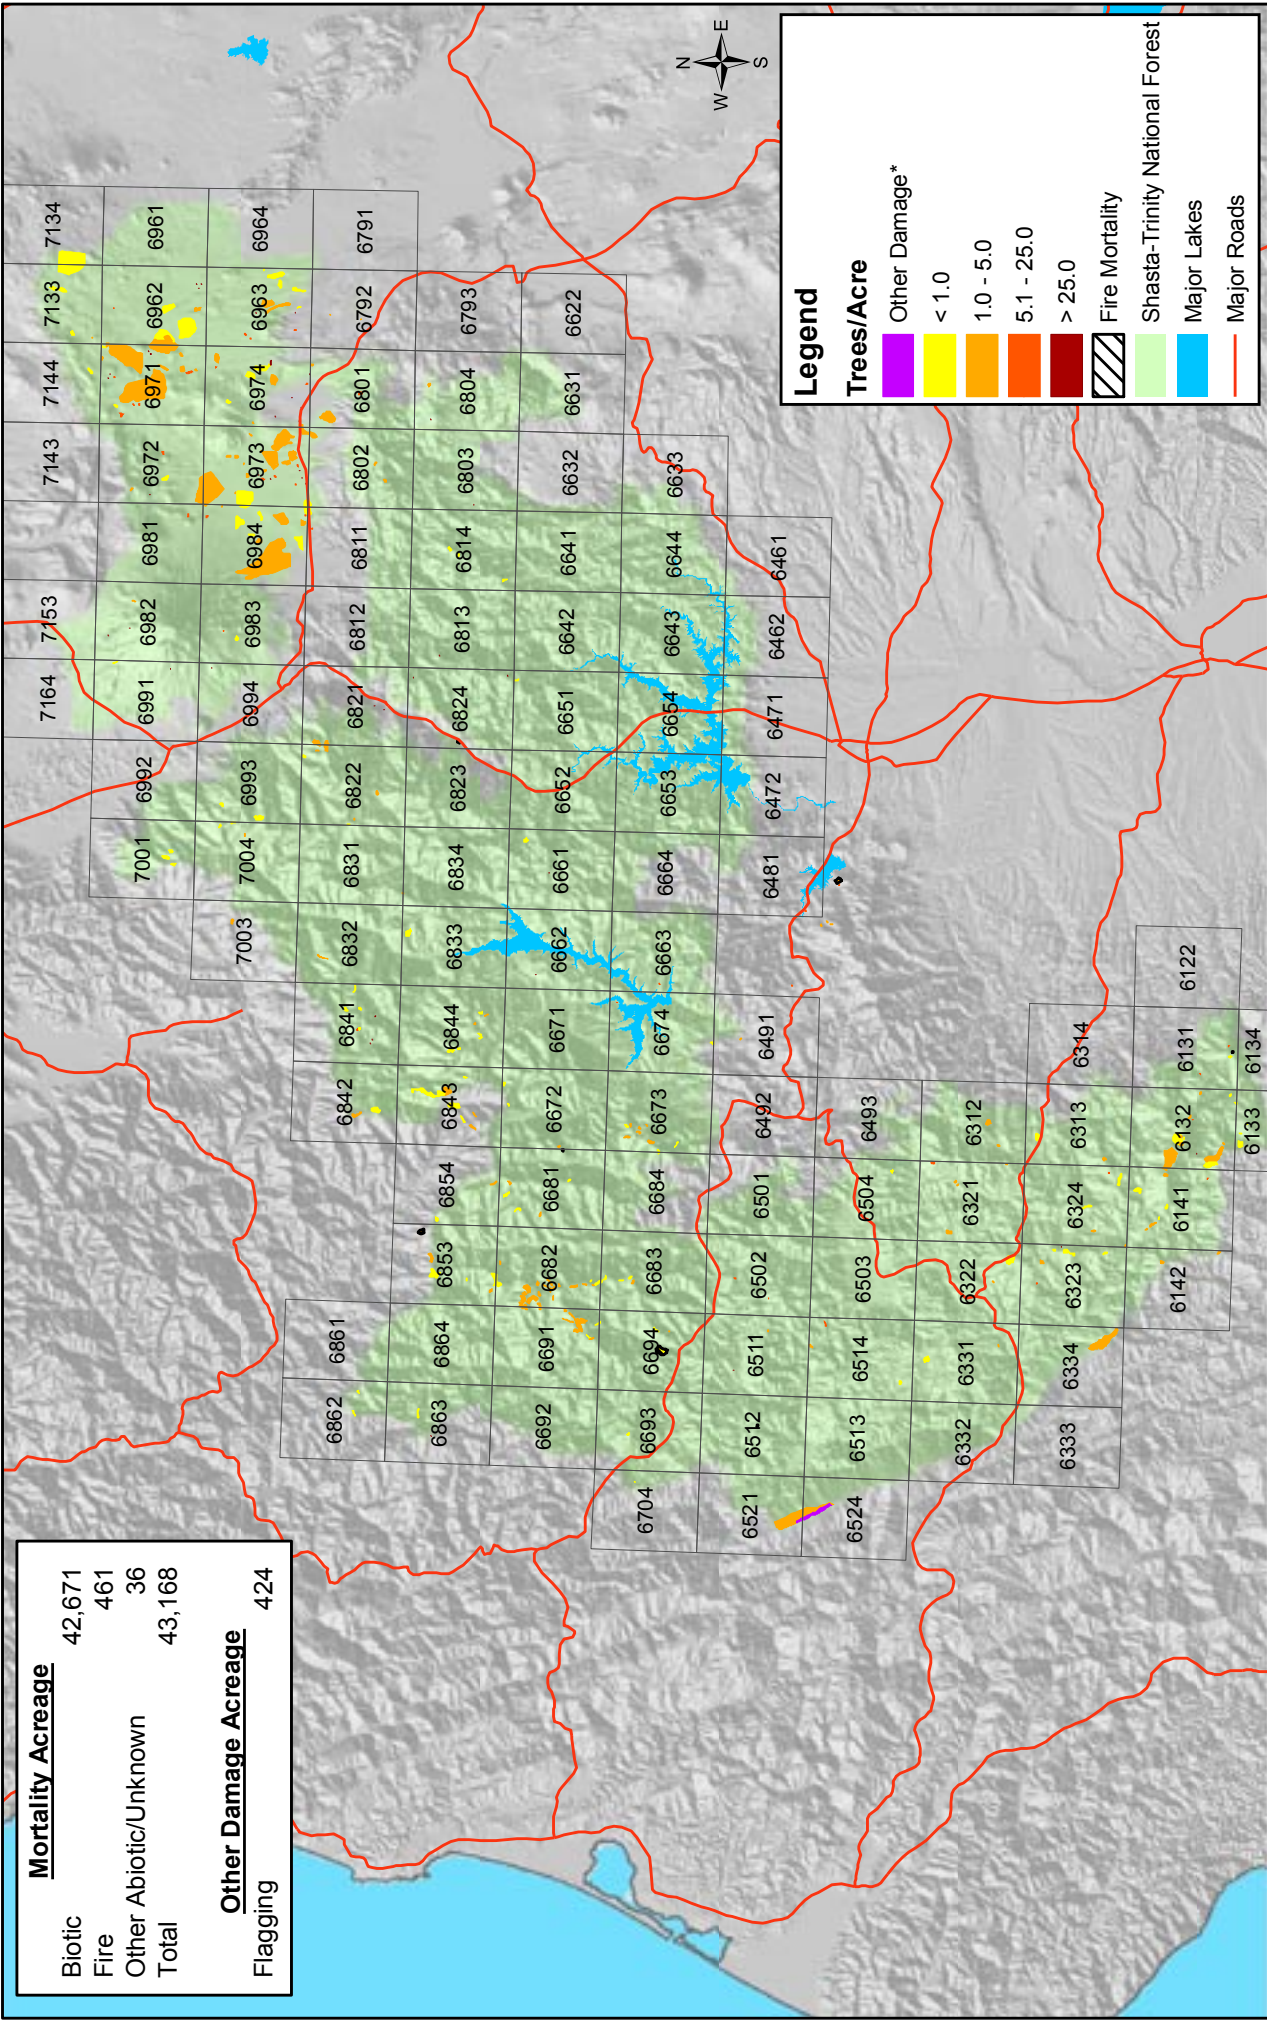 Mortality Acreage
Biotic 42,671
Fire 461
Other Abiotic/Unknown 36
Total 43,168
Other Damage Acreage
Flagging 424
7164 7153 7143 7144 7133 7134
7001 6992 6991 6982 6981 6972 6971 6962 6961
7003 7004 6993 6994 6983 6984 6973 6974 6963 6964
6862 6861 6842 6841 6832 6831 6822 6821 6812 6811 6802 6801 6792 6791
6863 6864 6853 6854 6843 6844 6833 6834 6823 6824 6813 6814 6803 6804 6793
6692 6691 6682 6681 6672 6671 6662 6661 6652 6651 6642 6641 6632 6631 6622
6704 6693 6694 6683 6684 6673 6674 6663 6664 6653 6654 6643 6644 6633
6521 6512 6511 6502 6501 6492 6491 6481 6472 6471 6462 6461
6524 6513 6514 6503 6504 6493
6332 6331 6322 6321 6312
6333 6334 6323 6324 6313 6314
6142 6141 6132 6131 6122
6133 6134
N
W E
S
Legend
Trees/Acre
Other Damage*
< 1.0
1.0 - 5.0
5.1 - 25.0
> 25.0
Fire Mortality
Shasta-Trinity National Forest
Major Lakes
Major Roads